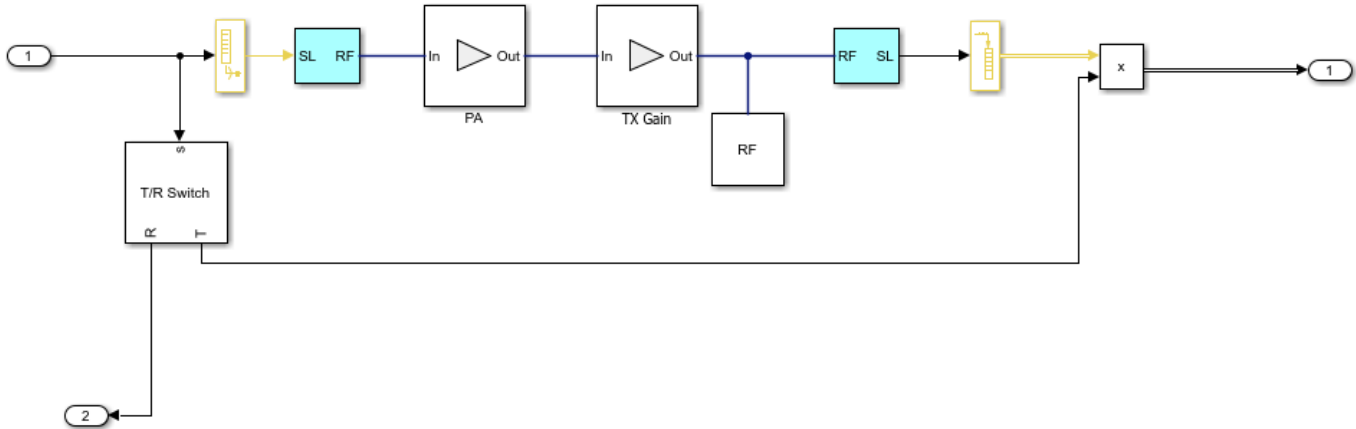 1
SL RF
In Out
PA
In Out
TX Gain
RF SL
x
1
RF
s
T/R Switch
R T
2